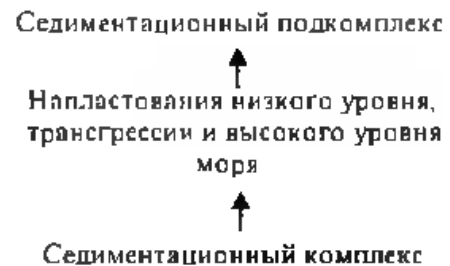 Седиментационный подкомплекс
Напластования низкого уровня,
трансгрессии и высокого уровня
моря
Седиментационный комплекс